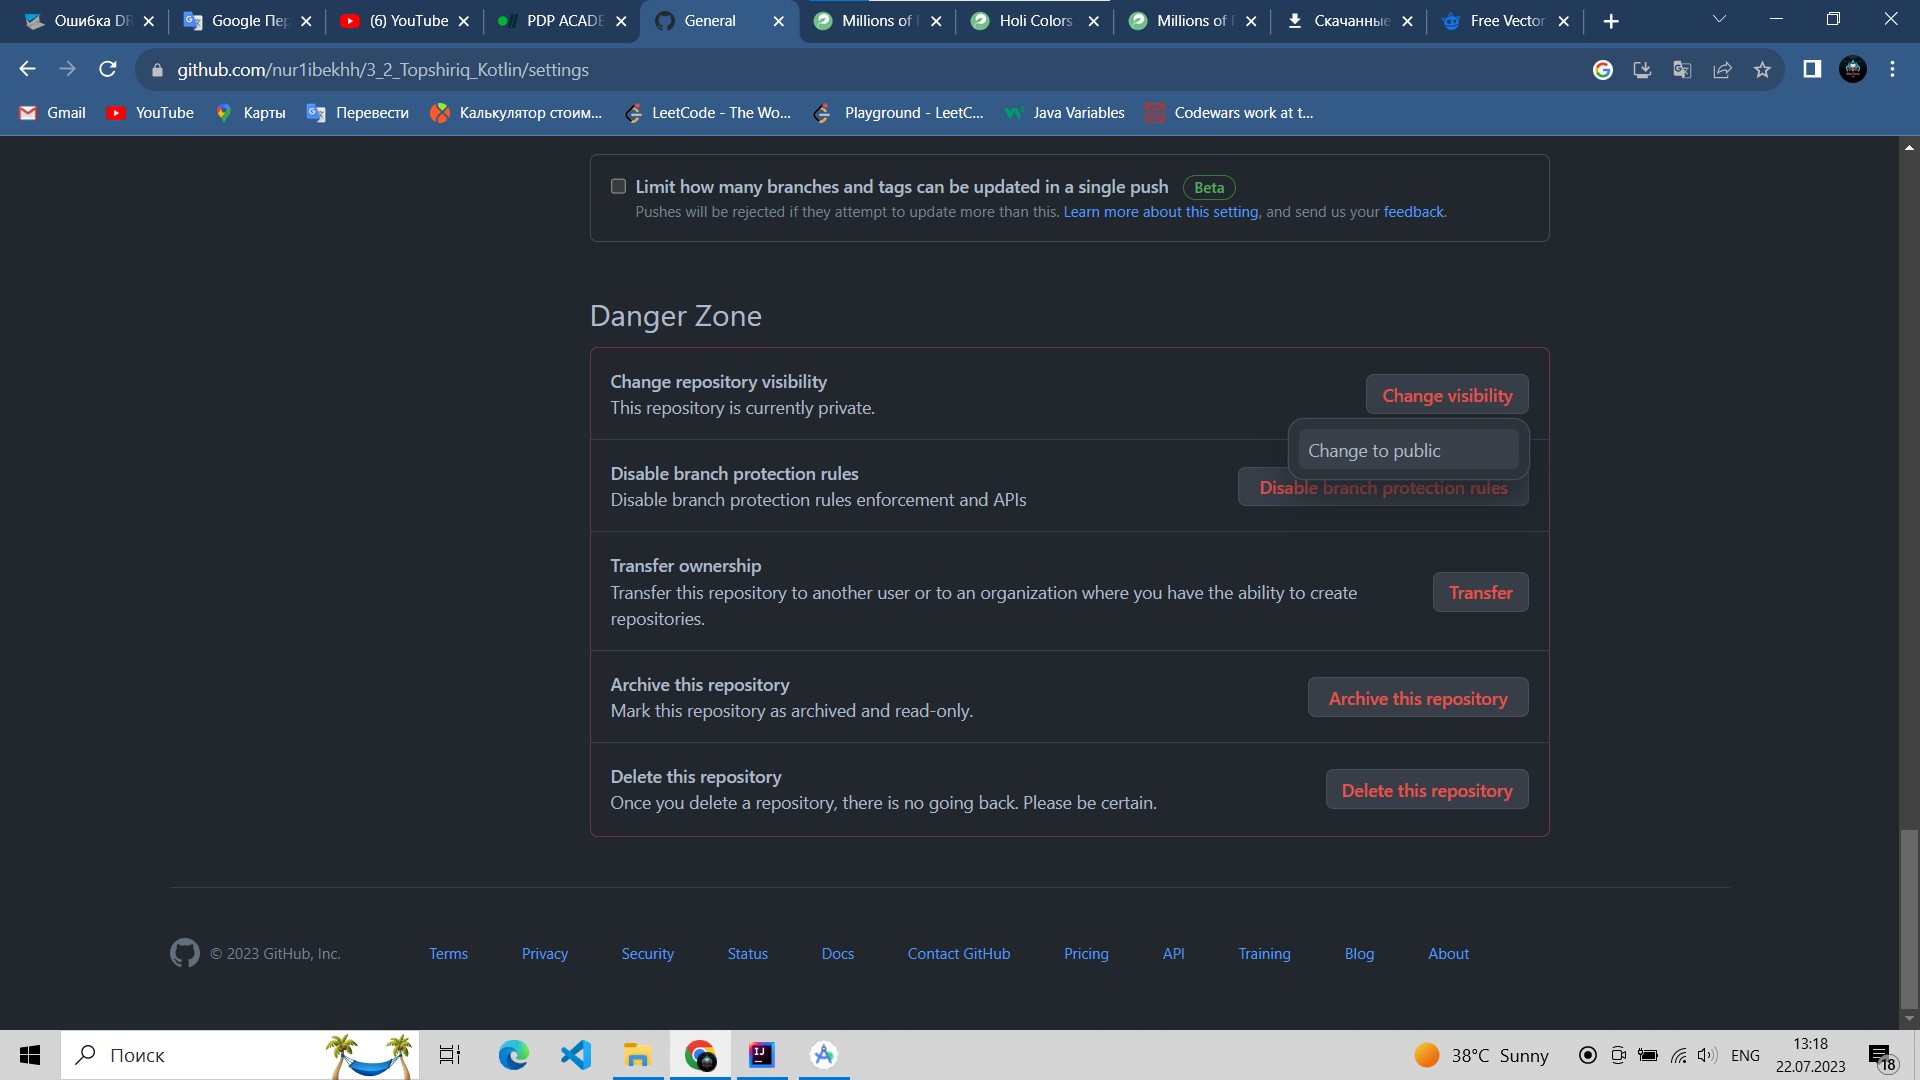 Ошибка DR
Google Пер
(6) YouTube
PDP ACADE
General
Millions of
Holi Colors
Millions of
Скачанные
Free Vector
github.com/nur1ibekhh/3_2_Topshiriq_Kotlin/settings
Gmail
YouTube
Карты
Перевести
Калькулятор стоим...
LeetCode - The Wo...
Playground - LeetC...
Java Variables
Codewars work at t...
Limit how many branches and tags can be updated in a single push Beta
Pushes will be rejected if they attempt to update more than this. Learn more about this setting, and send us your feedback.
Danger Zone
Change repository visibility
This repository is currently private.
Change visibility
Change to public
Disable branch protection rules
Disable branch protection rules enforcement and APIs
Disable branch protection rules
Transfer ownership
Transfer this repository to another user or to an organization where you have the ability to create
repositories.
Transfer
Archive this repository
Mark this repository as archived and read-only.
Archive this repository
Delete this repository
Once you delete a repository, there is no going back. Please be certain.
Delete this repository
© 2023 GitHub, Inc.
Terms
Privacy
Security
Status
Docs
Contact GitHub
Pricing
API
Training
Blog
About
Поиск
IJ
38°C Sunny
ENG
13:18
22.07.2023
18